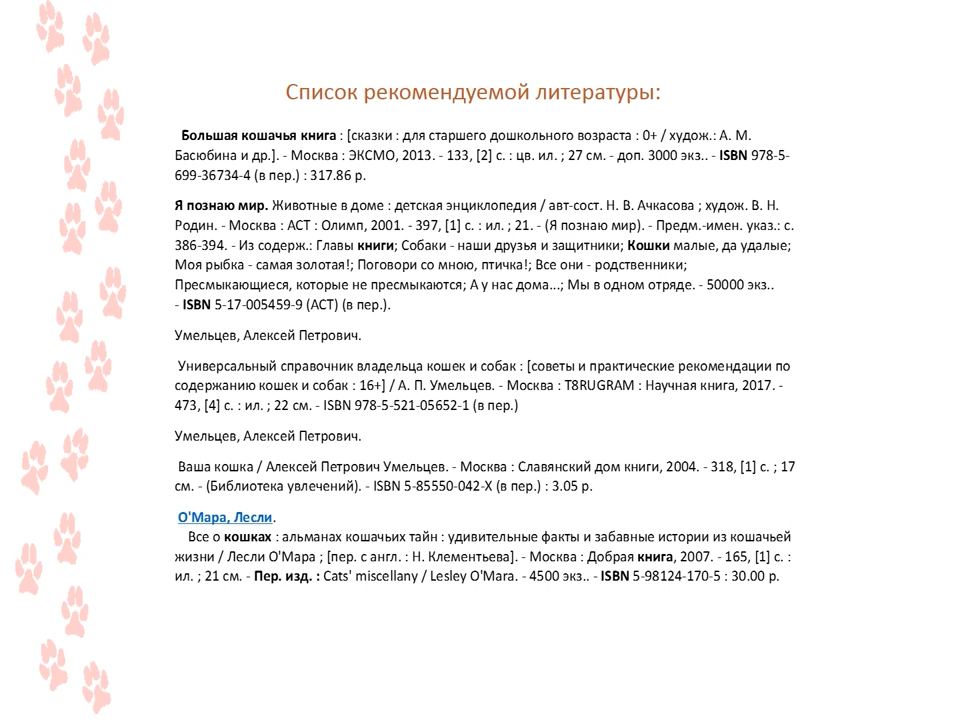 Список рекомендуемой литературы:
Большая кошачья книга : [сказки : для старшего дошкольного возраста : 0+ / худож.: А. М.
Басюбина и др.]. - Москва : ЭКСМО, 2013. - 133, [2] с. : цв. ил. ; 27 см. - доп. 3000 экз.. - ISBN 978-5-
699-36734-4 (в пер.) : 317.86 р.
Я познаю мир. Животные в доме : детская энциклопедия / авт-сост. Н. В. Ачкасова ; худож. В. Н.
Родин. - Москва : АСТ : Олимп, 2001. - 397, [1] с. : ил. ; 21. - (Я познаю мир). - Предм.-имен. указ.: с.
386-394. - Из содерж.: Главы книги; Собаки - наши друзья и защитники; Кошки малые, да удалые;
Моя рыбка - самая золотая!; Поговори со мною, птичка!; Все они - родственники;
Пресмыкающиеся, которые не пресмыкаются; А у нас дома...; Мы в одном отряде. - 50000 экз..
- ISBN 5-17-005459-9 (АСТ) (в пер.).
Умельцев, Алексей Петрович.
Универсальный справочник владельца кошек и собак : [советы и практические рекомендации по
содержанию кошек и собак : 16+] / А. П. Умельцев. - Москва : T8RUGRAM : Научная книга, 2017. -
473, [4] с. : ил. ; 22 см. - ISBN 978-5-521-05652-1 (в пер.)
Умельцев, Алексей Петрович.
Ваша кошка / Алексей Петрович Умельцев. - Москва : Славянский дом книги, 2004. - 318, [1] с. ; 17
см. - (Библиотека увлечений). - ISBN 5-85550-042-X (в пер.) : 3.05 р.
О'Мара, Лесли.
Все о кошках : альманах кошачьих тайн : удивительные факты и забавные истории из кошачьей
жизни / Лесли О'Мара ; [пер. с англ. : Н. Клементьева]. - Москва : Добрая книга, 2007. - 165, [1] с. :
ил. ; 21 см. - Пер. изд. : Cats' miscellany / Lesley O'Mara. - 4500 экз.. - ISBN 5-98124-170-5 : 30.00 р.